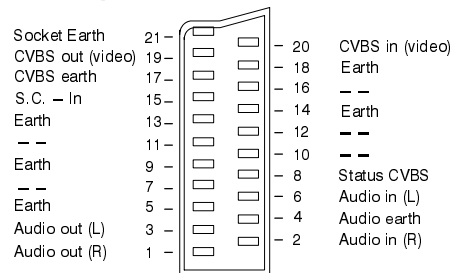 Socket Earth 21 –
CVBS out (video) 19 –
CVBS earth 17 –
S.C. – In 15 –
Earth 13 –
– – 11 –
Earth 9 –
– – 7 –
Earth 5 –
Audio out (L) 3 –
Audio out (R) 1 –
– 20 CVBS in (video)
– 18 Earth
– 16 – –
– 14 Earth
– 12 – –
– 10 – –
– 8 Status CVBS
– 6 Audio in (L)
– 4 Audio earth
– 2 Audio in (R)